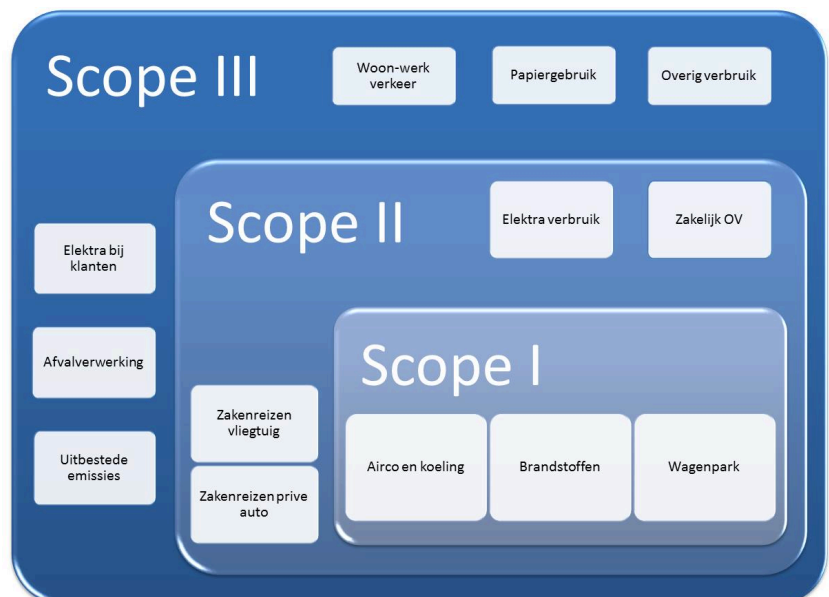 Scope III
Woon-werk
verkeer
Papiergebruik
Overig verbruik
Scope II
Elektra verbruik
Zakelijk OV
Elektra bij
klanten
Afvalverwerking
Uitbestede
emissies
Zakenreizen
vliegtuig
Zakenreizen prive
auto
Scope I
Airco en koeling
Brandstoffen
Wagenpark